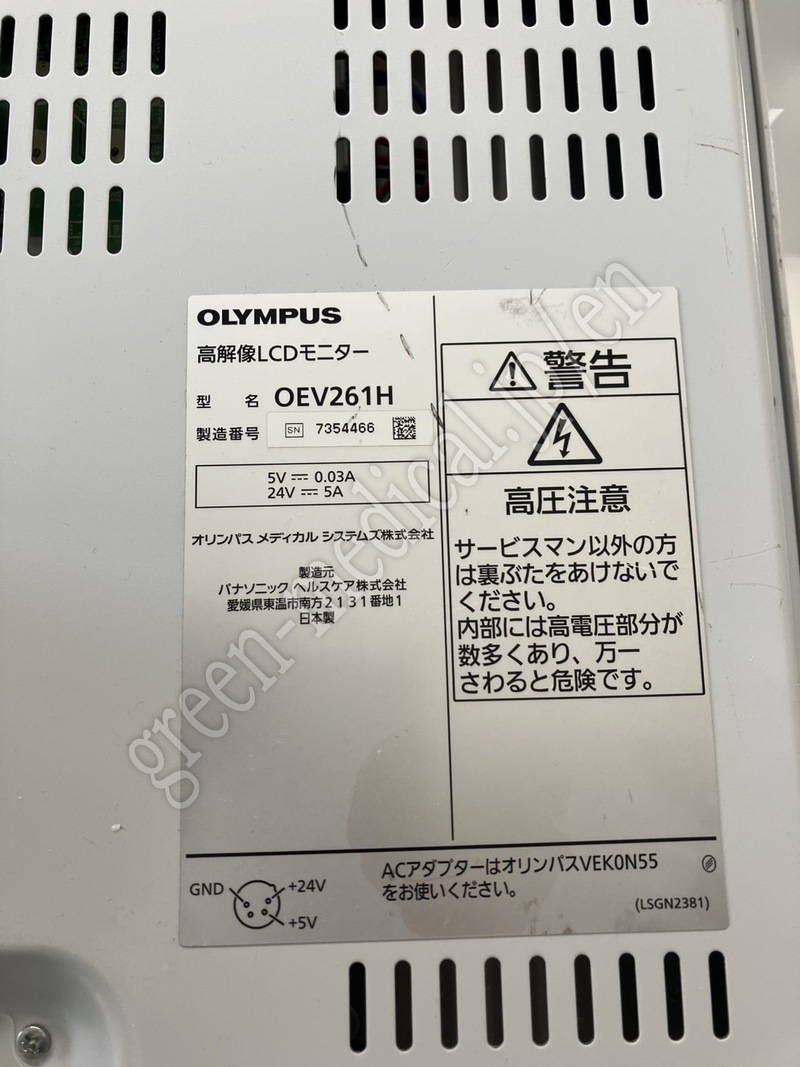 OLYMPUS
高解像LCDモニター
型 名 OEV261H
製造番号 SN 7354466
5V⎓0.03A
24V⎓5A
オリンパス メディカル システムズ株式会社
製造元
パナソニック ヘルスケア株式会社
愛媛県東温市南方2131番地1
日本製
警告
高圧注意
サービスマン以外の方
は裏ぶたをあけないで
ください。
内部には高電圧部分が
数多くあり、万一
さわると危険です。
GND
+24V
+5V
ACアダプターはオリンパスVEK0N55
をお使いください。
(LSGN2381)
green-medical.jp/en